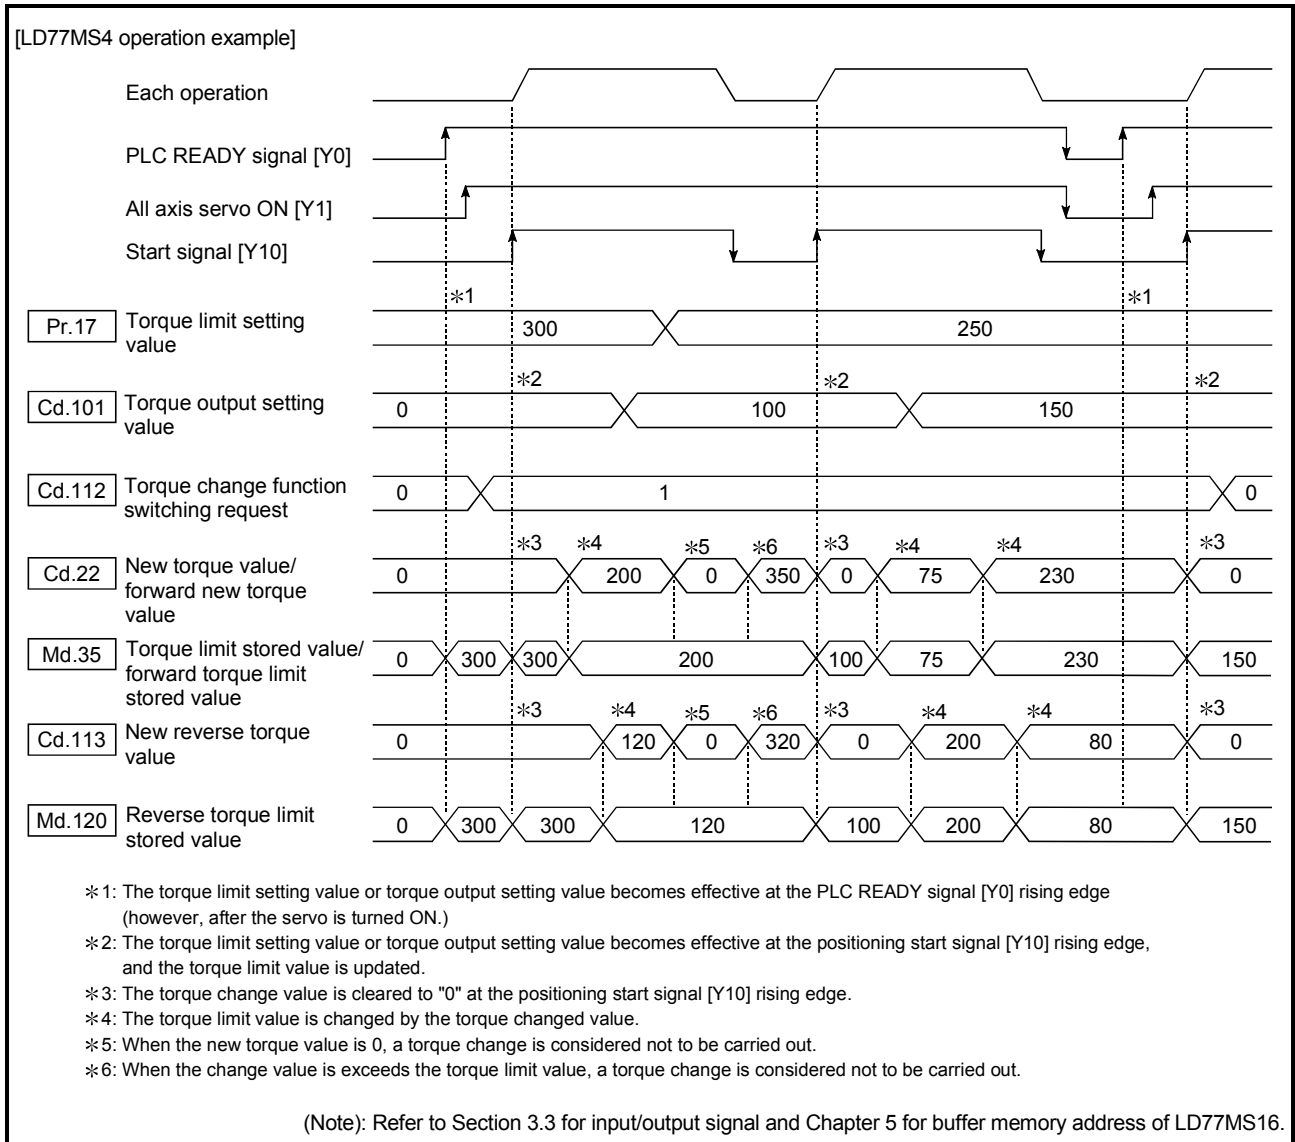 [LD77MS4 operation example]
Each operation
PLC READY signal [Y0]
All axis servo ON [Y1]
Start signal [Y10]
∗1 ∗1
Pr.17 Torque limit setting
value
300 250
∗2 ∗2 ∗2
Cd.101 Torque output setting
value
0 100 150
Cd.112 Torque change function
switching request
0 1 0
∗3 ∗4 ∗5 ∗6 ∗3 ∗4 ∗4 ∗3
Cd.22 New torque value/
forward new torque
value
0 200 0 350 0 75 230 0
Md.35 Torque limit stored value/
forward torque limit
stored value
0 300 300 200 100 75 230 150
∗3 ∗4 ∗5 ∗6 ∗3 ∗4 ∗4 ∗3
Cd.113 New reverse torque
value
0 120 0 320 0 200 80 0
Md.120 Reverse torque limit
stored value
0 300 300 120 100 200 80 150
∗1: The torque limit setting value or torque output setting value becomes effective at the PLC READY signal [Y0] rising edge
(however, after the servo is turned ON.)
∗2: The torque limit setting value or torque output setting value becomes effective at the positioning start signal [Y10] rising edge,
and the torque limit value is updated.
∗3: The torque change value is cleared to "0" at the positioning start signal [Y10] rising edge.
∗4: The torque limit value is changed by the torque changed value.
∗5: When the new torque value is 0, a torque change is considered not to be carried out.
∗6: When the change value is exceeds the torque limit value, a torque change is considered not to be carried out.
(Note): Refer to Section 3.3 for input/output signal and Chapter 5 for buffer memory address of LD77MS16.